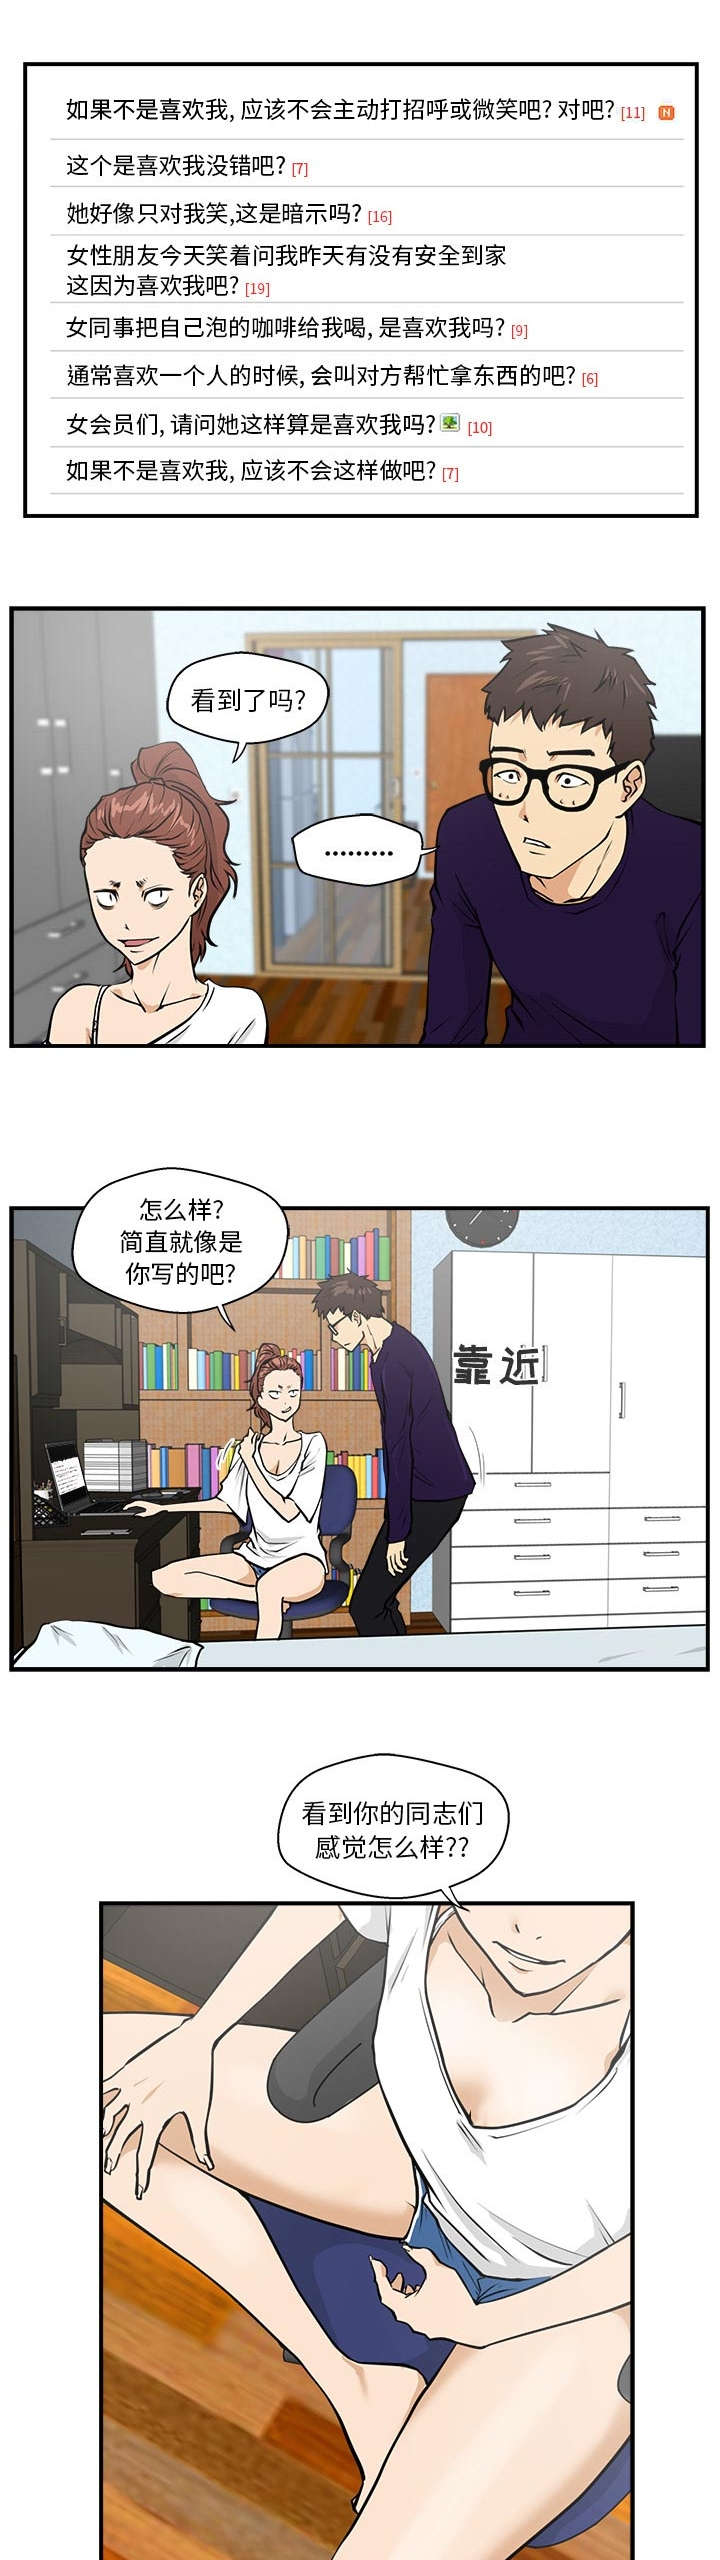 如果不是喜欢我, 应该不会主动打招呼或微笑吧? 对吧? [11] N
这个是喜欢我没错吧? [7]
她好像只对我笑,这是暗示吗? [16]
女性朋友今天笑着问我昨天有没有安全到家
这因为喜欢我吧? [19]
女同事把自己泡的咖啡给我喝, 是喜欢我吗? [9]
通常喜欢一个人的时候, 会叫对方帮忙拿东西的吧? [6]
女会员们, 请问她这样算是喜欢我吗? [10]
如果不是喜欢我, 应该不会这样做吧? [7]
看到了吗?
·········
怎么样?
简直就像是
你写的吧?
靠近
看到你的同志们
感觉怎么样??